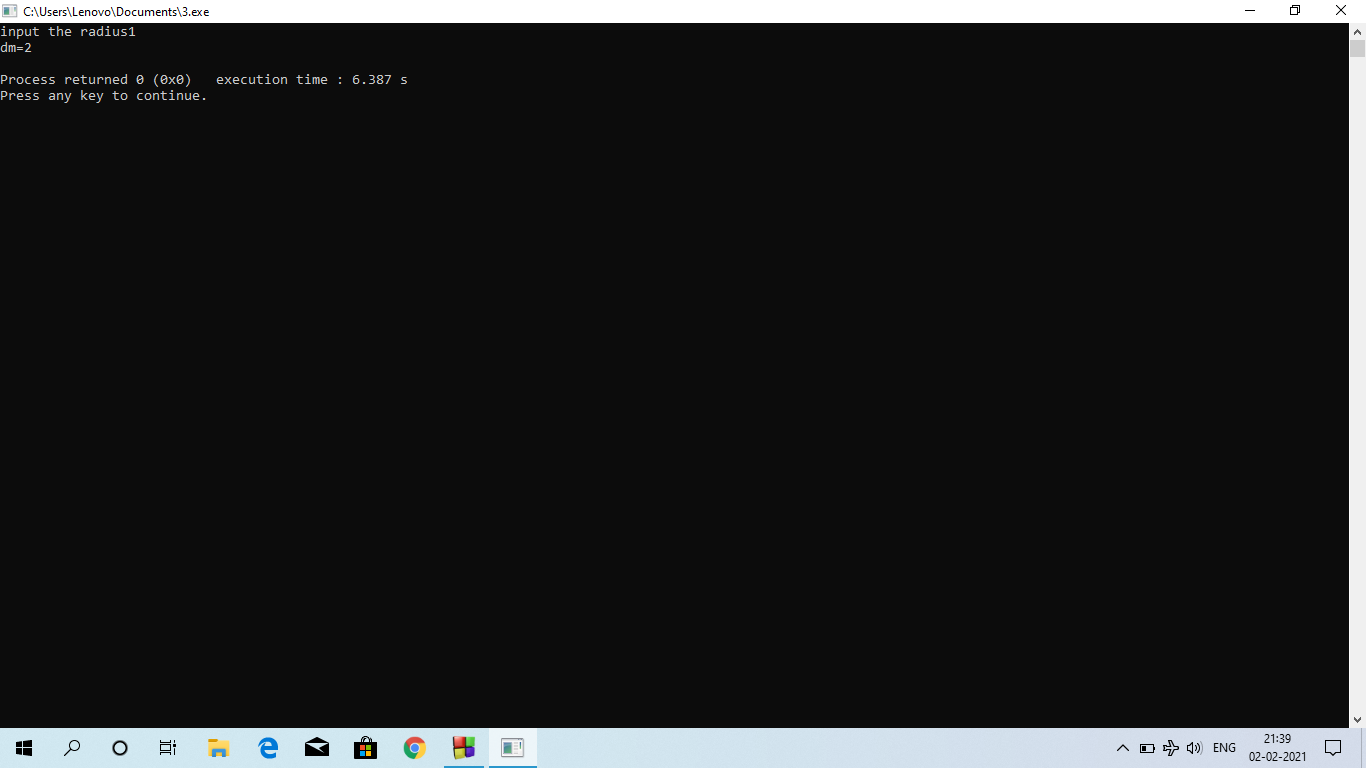 C:\Users\Lenovo\Documents\3.exe
input the radius1
dm=2
Process returned 0 (0x0)   execution time : 6.387 s
Press any key to continue.
ENG
21:39
02-02-2021